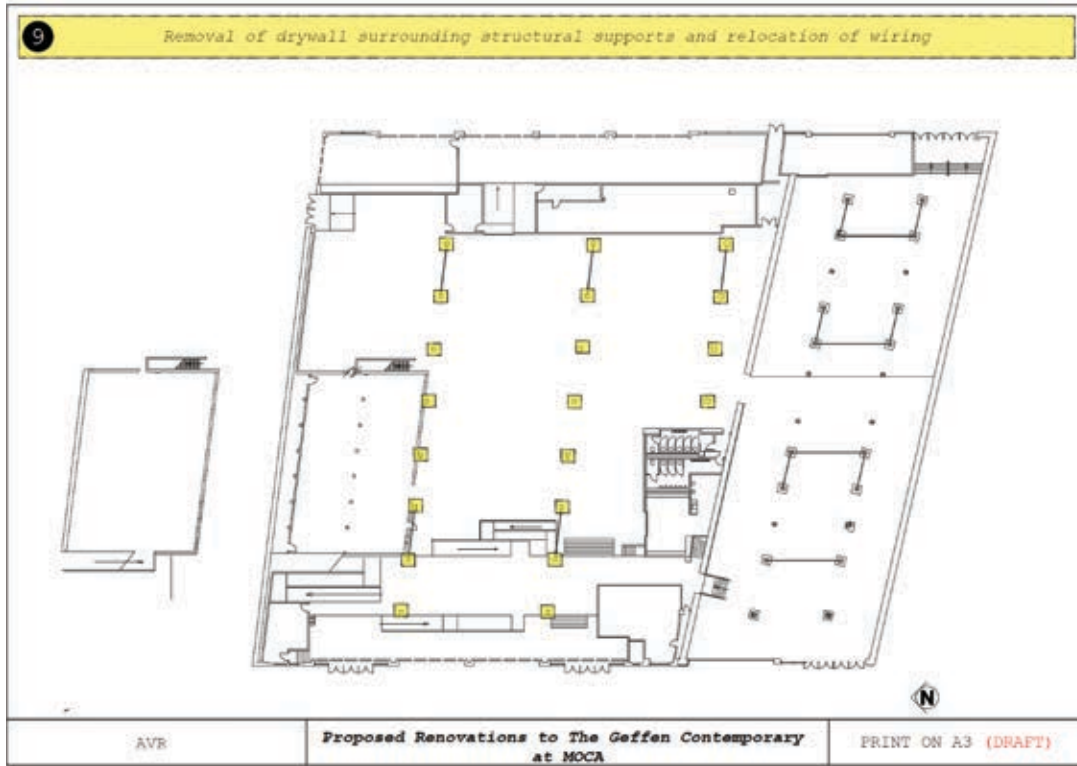 9
Removal of drywall surrounding structural supports and relocation of wiring
N
AVR
Proposed Renovations to The Geffen Contemporary
at MOCA
PRINT ON A3 (DRAFT)